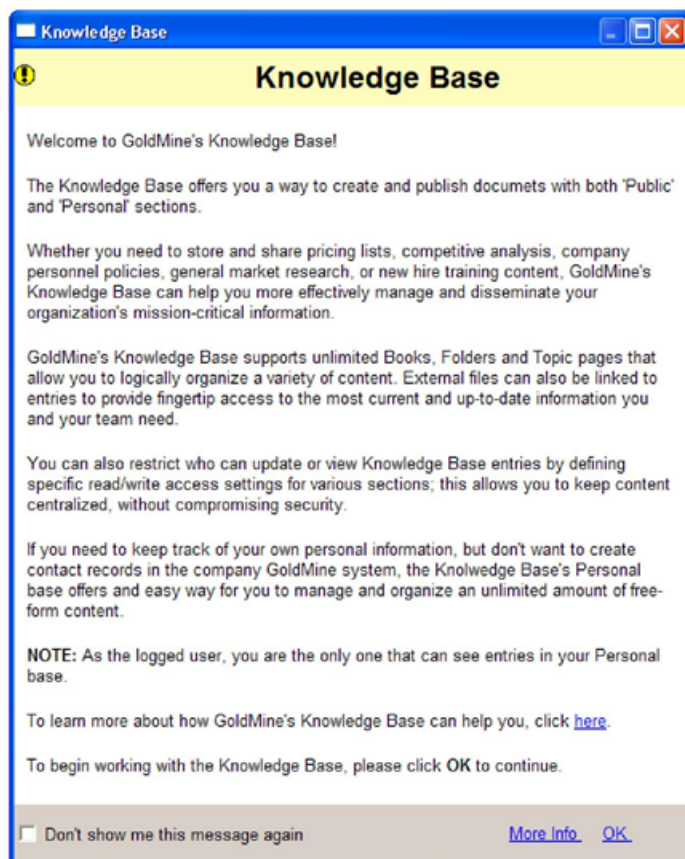 Knowledge Base
Knowledge Base
Welcome to GoldMine's Knowledge Base!
The Knowledge Base offers you a way to create and publish documets with both 'Public'
and 'Personal' sections.
Whether you need to store and share pricing lists, competitive analysis, company
personnel policies, general market research, or new hire training content, GoldMine's
Knowledge Base can help you more effectively manage and disseminate your
organization's mission-critical information.
GoldMine's Knowledge Base supports unlimited Books, Folders and Topic pages that
allow you to logically organize a variety of content. External files can also be linked to
entries to provide fingertip access to the most current and up-to-date information you
and your team need.
You can also restrict who can update or view Knowledge Base entries by defining
specific read/write access settings for various sections; this allows you to keep content
centralized, without compromising security.
If you need to keep track of your own personal information, but don't want to create
contact records in the company GoldMine system, the Knolwedge Base's Personal
base offers and easy way for you to manage and organize an unlimited amount of free-
form content.
NOTE: As the logged user, you are the only one that can see entries in your Personal
base.
To learn more about how GoldMine's Knowledge Base can help you, click here.
To begin working with the Knowledge Base, please click OK to continue.
Don't show me this message again More Info OK